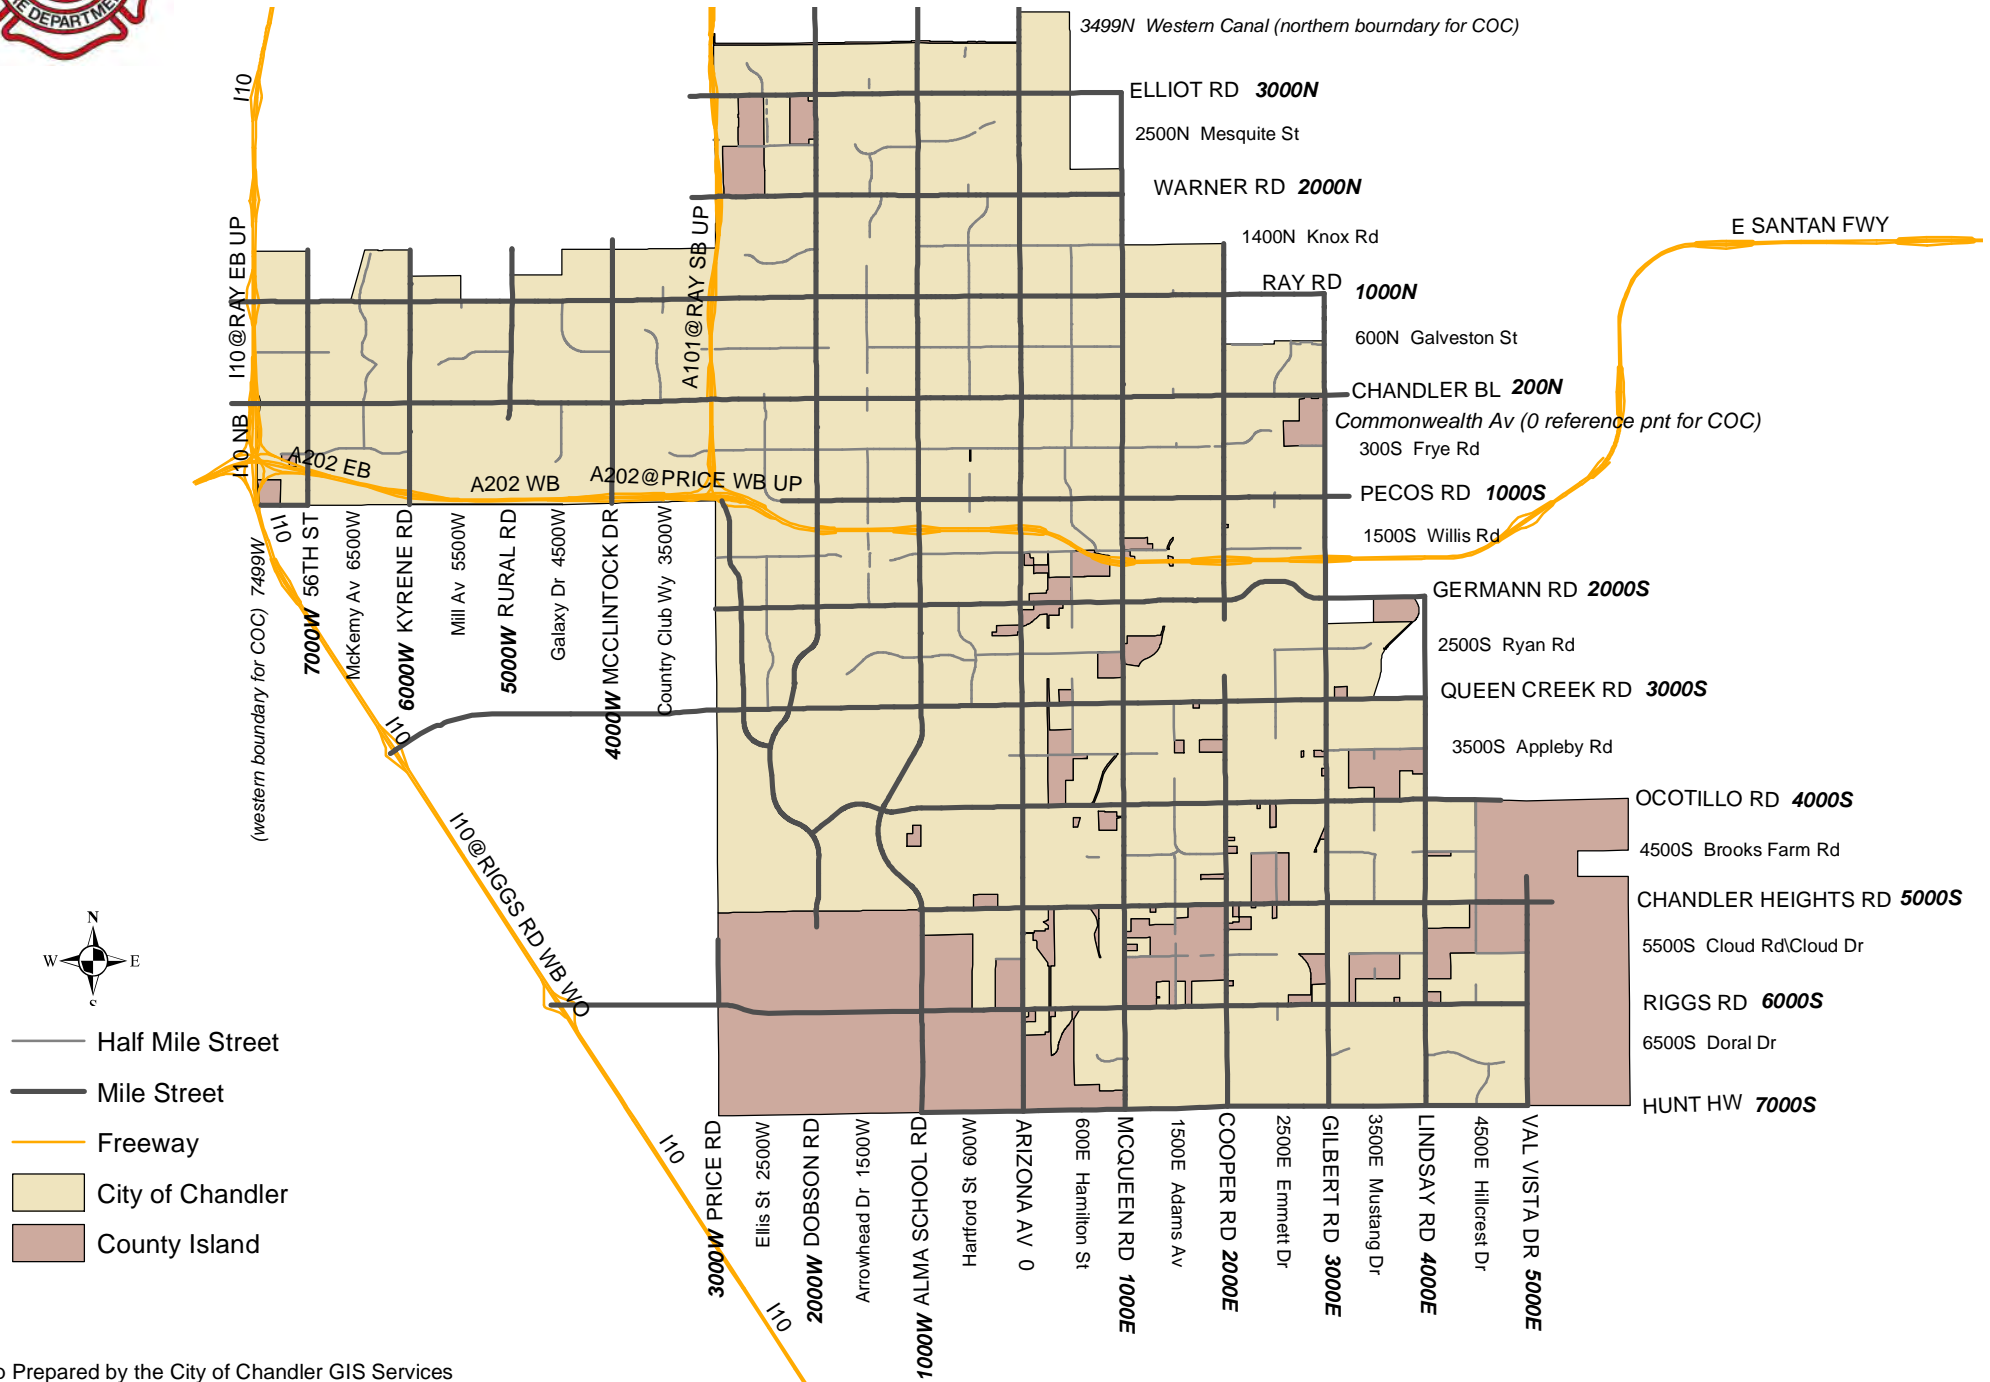 DEPARTMEN
3499N Western Canal (northern bourndary for COC)
ELLIOT RD 3000N
2500N Mesquite St
WARNER RD 2000N
1400N Knox Rd
E SANTAN FWY
RAY RD 1000N
600N Galveston St
CHANDLER BL 200N
Commonwealth Av (0 reference pnt for COC)
300S Frye Rd
PECOS RD 1000S
1500S Willis Rd
GERMANN RD 2000S
2500S Ryan Rd
QUEEN CREEK RD 3000S
3500S Appleby Rd
OCOTILLO RD 4000S
4500S Brooks Farm Rd
CHANDLER HEIGHTS RD 5000S
5500S Cloud Rd\Cloud Dr
RIGGS RD 6000S
6500S Doral Dr
HUNT HW 7000S
I10
I10@RAY EB UP
I10 NB
A101@RAY SB UP
A202 EB
A202 WB
A202@PRICE WB UP
I10
(western boundary for COC) 7499W
7000W 56TH ST
McKemy Av 6500W
6000W KYRENE RD
Mill Av 5500W
5000W RURAL RD
Galaxy Dr 4500W
4000W MCCLINTOCK DR
Country Club Wy 3500W
I10
I10@RIGGS RD WB WO
I10
I10
3000W PRICE RD
Ellis St 2500W
2000W DOBSON RD
Arrowhead Dr 1500W
1000W ALMA SCHOOL RD
Hartford St 600W
ARIZONA AV 0
600E Hamilton St
MCQUEEN RD 1000E
1500E Adams Av
COOPER RD 2000E
2500E Emmett Dr
GILBERT RD 3000E
3500E Mustang Dr
LINDSAY RD 4000E
4500E Hillcrest Dr
VAL VISTA DR 5000E
N
W E
S
Half Mile Street
Mile Street
Freeway
City of Chandler
County Island
Prepared by the City of Chandler GIS Services